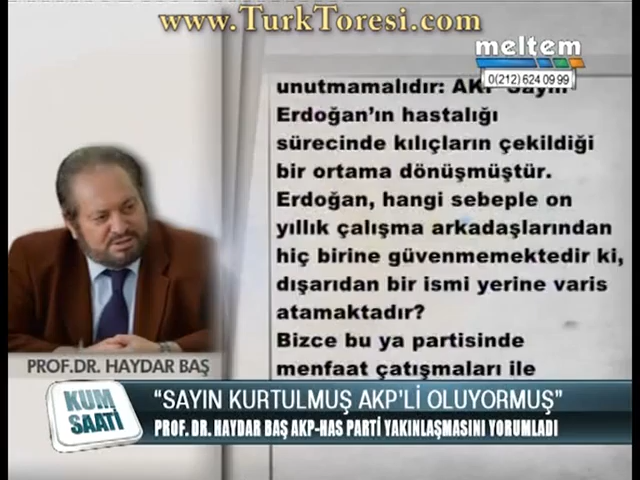 www.TurkToresi.com
meltem
0(212) 624 09 99
unutmamalıdır: AKP Sayın
Erdoğan’ın hastalığı
sürecinde kılıçların çekildiği
bir ortama dönüşmüştür.
Erdoğan, hangi sebeple on
yıllık çalışma arkadaşlarından
hiç birine güvenmemektedir ki,
dışarıdan bir ismi yerine varis
atamaktadır?
Bizce bu ya partisinde
menfaat çatışmaları ile
PROF.DR. HAYDAR BAŞ
KUM
SAATİ
“SAYIN KURTULMUŞ AKP'Lİ OLUYORMUŞ”
PROF. DR. HAYDAR BAŞ AKP-HAS PARTİ YAKINLAŞMASINI YORUMLADI